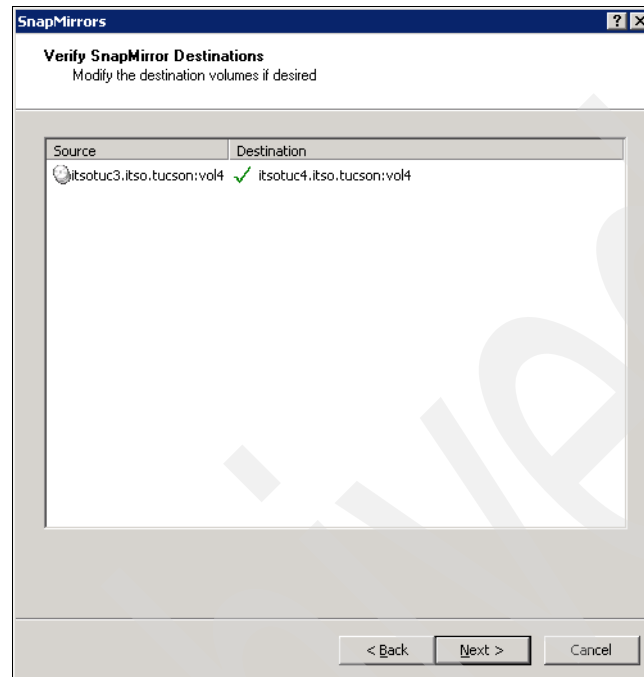 SnapMirrors
Verify SnapMirror Destinations
Modify the destination volumes if desired
Source Destination
itsotuc3.itso.tucson:vol4 itsotuc4.itso.tucson:vol4
< Back Next > Cancel